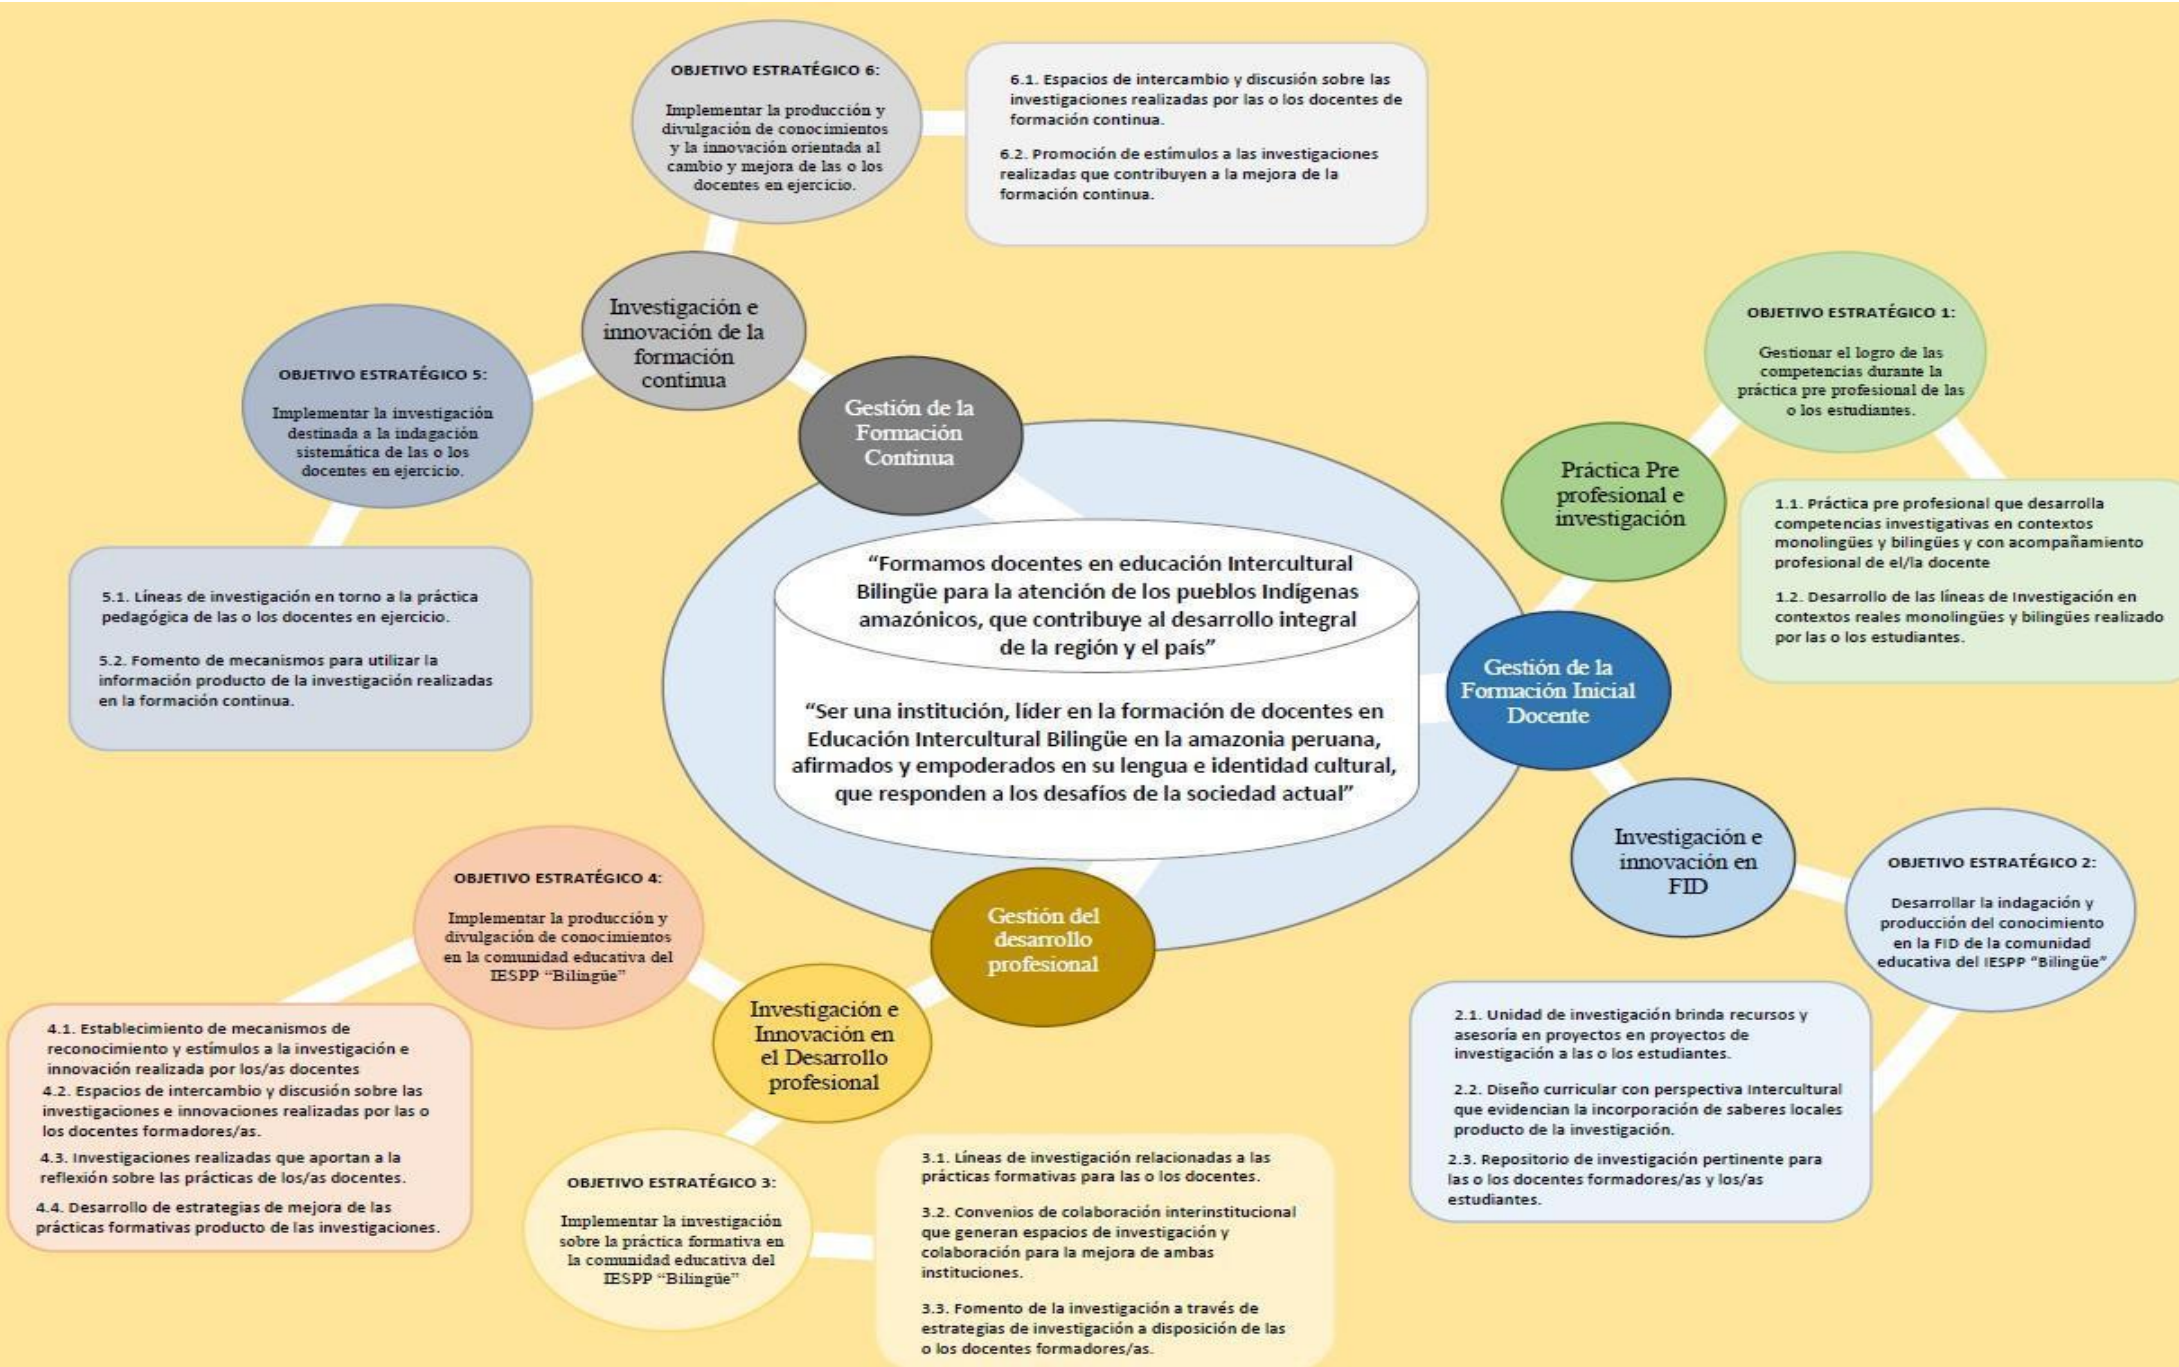 OBJETIVO ESTRATÉGICO 6:
Implementar la producción y
divulgación de conocimientos
y la innovación orientada al
cambio y mejora de las o los
docentes en ejercicio.
6.1. Espacios de intercambio y discusión sobre las
investigaciones realizadas por las o los docentes de
formación continua.
6.2. Promoción de estímulos a las investigaciones
realizadas que contribuyen a la mejora de la
formación continua.
Investigación e
innovación de la
formación
continua
OBJETIVO ESTRATÉGICO 5:
Implementar la investigación
destinada a la indagación
sistemática de las o los
docentes en ejercicio.
5.1. Líneas de investigación en torno a la práctica
pedagógica de las o los docentes en ejercicio.
5.2. Fomento de mecanismos para utilizar la
información producto de la investigación realizadas
en la formación continua.
Gestión de la
Formación
Continua
OBJETIVO ESTRATÉGICO 1:
Gestionar el logro de las
competencias durante la
práctica pre profesional de las
o los estudiantes.
Práctica Pre
profesional e
investigación
1.1. Práctica pre profesional que desarrolla
competencias investigativas en contextos
monolingües y bilingües y con acompañamiento
profesional de el/la docente
1.2. Desarrollo de las líneas de Investigación en
contextos reales monolingües y bilingües realizado
por las o los estudiantes.
“Formamos docentes en educación Intercultural
Bilingüe para la atención de los pueblos Indígenas
amazónicos, que contribuye al desarrollo integral
de la región y el país”
“Ser una institución, líder en la formación de docentes en
Educación Intercultural Bilingüe en la amazonia peruana,
afirmados y empoderados en su lengua e identidad cultural,
que responden a los desafíos de la sociedad actual”
Gestión de la
Formación Inicial
Docente
Investigación e
innovación en
FID
OBJETIVO ESTRATÉGICO 2:
Desarrollar la indagación y
producción del conocimiento
en la FID de la comunidad
educativa del IESPP “Bilingüe”
2.1. Unidad de investigación brinda recursos y
asesoría en proyectos en proyectos de
investigación a las o los estudiantes.
2.2. Diseño curricular con perspectiva Intercultural
que evidencian la incorporación de saberes locales
producto de la investigación.
2.3. Repositorio de investigación pertinente para
las o los docentes formadores/as y los/as
estudiantes.
Gestión del
desarrollo
profesional
Investigación e
Innovación en
el Desarrollo
profesional
OBJETIVO ESTRATÉGICO 4:
Implementar la producción y
divulgación de conocimientos
en la comunidad educativa del
IESPP “Bilingüe”
4.1. Establecimiento de mecanismos de
reconocimiento y estímulos a la investigación e
innovación realizada por los/as docentes
4.2. Espacios de intercambio y discusión sobre las
investigaciones e innovaciones realizadas por las o
los docentes formadores/as.
4.3. Investigaciones realizadas que aportan a la
reflexión sobre las prácticas de los/as docentes.
4.4. Desarrollo de estrategias de mejora de las
prácticas formativas producto de las investigaciones.
OBJETIVO ESTRATÉGICO 3:
Implementar la investigación
sobre la práctica formativa en
la comunidad educativa del
IESPP “Bilingüe”
3.1. Líneas de investigación relacionadas a las
prácticas formativas para las o los docentes.
3.2. Convenios de colaboración interinstitucional
que generan espacios de investigación y
colaboración para la mejora de ambas
instituciones.
3.3. Fomento de la investigación a través de
estrategias de investigación a disposición de las
o los docentes formadores/as.